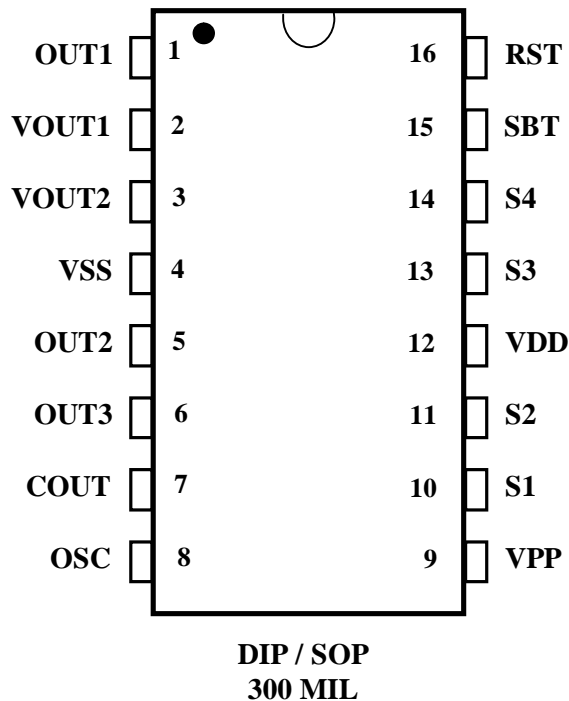 OUT1 1 16 RST
VOUT1 2 15 SBT
VOUT2 3 14 S4
VSS 4 13 S3
OUT2 5 12 VDD
OUT3 6 11 S2
COUT 7 10 S1
OSC 8 9 VPP
DIP / SOP
300 MIL